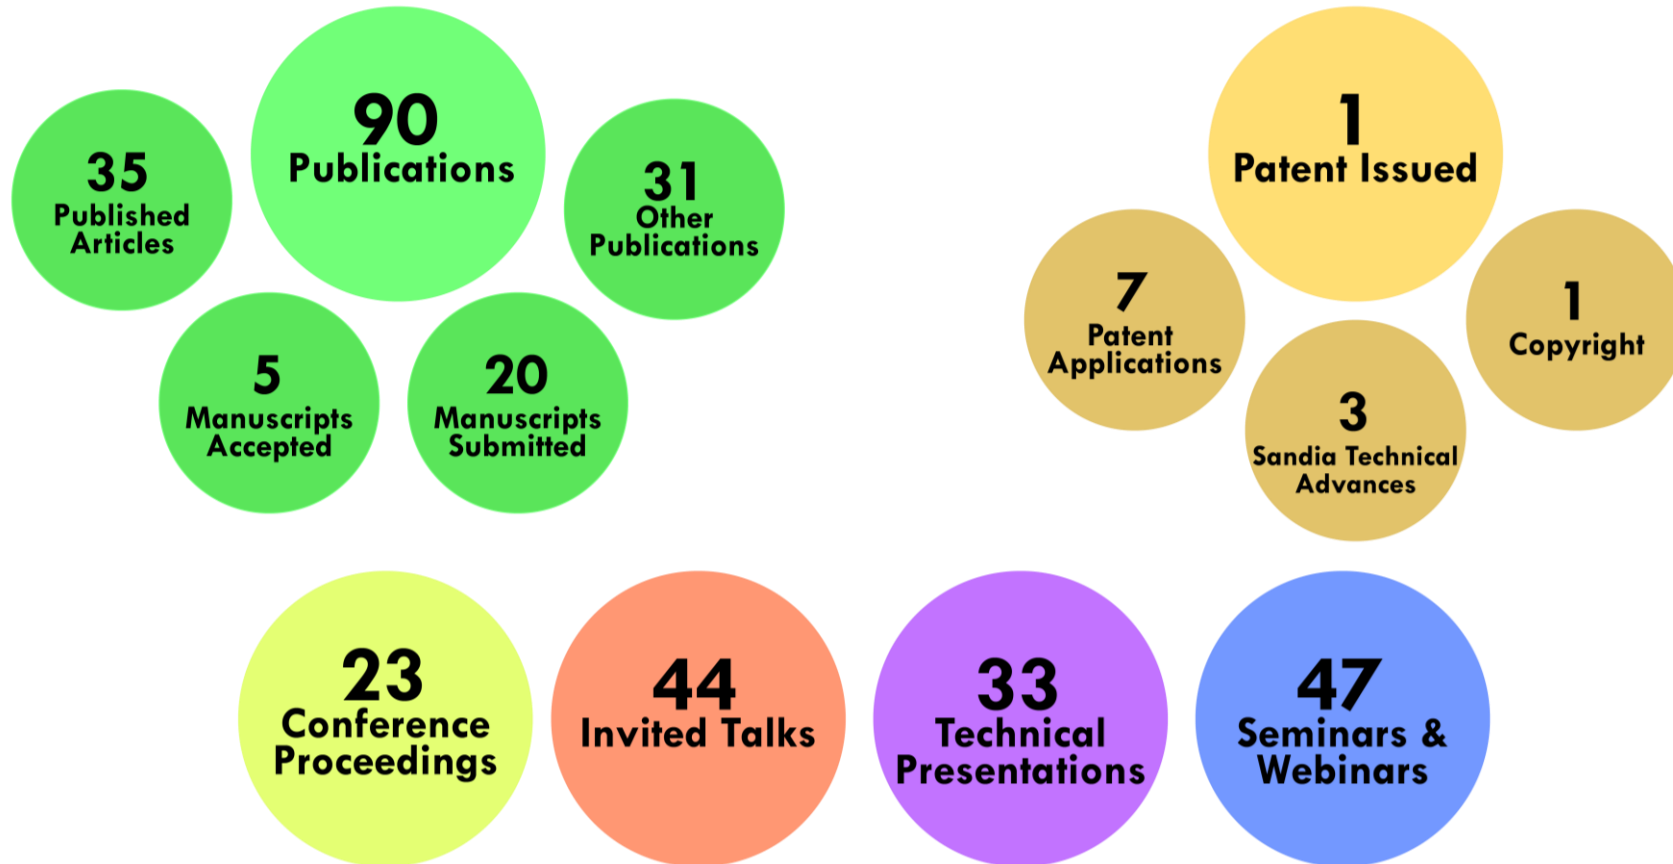 90
Publications
35
Published
Articles
31
Other
Publications
5
Manuscripts
Accepted
20
Manuscripts
Submitted
1
Patent Issued
7
Patent
Applications
3
Sandia Technical
Advances
1
Copyright
23
Conference
Proceedings
44
Invited Talks
33
Technical
Presentations
47
Seminars &
Webinars